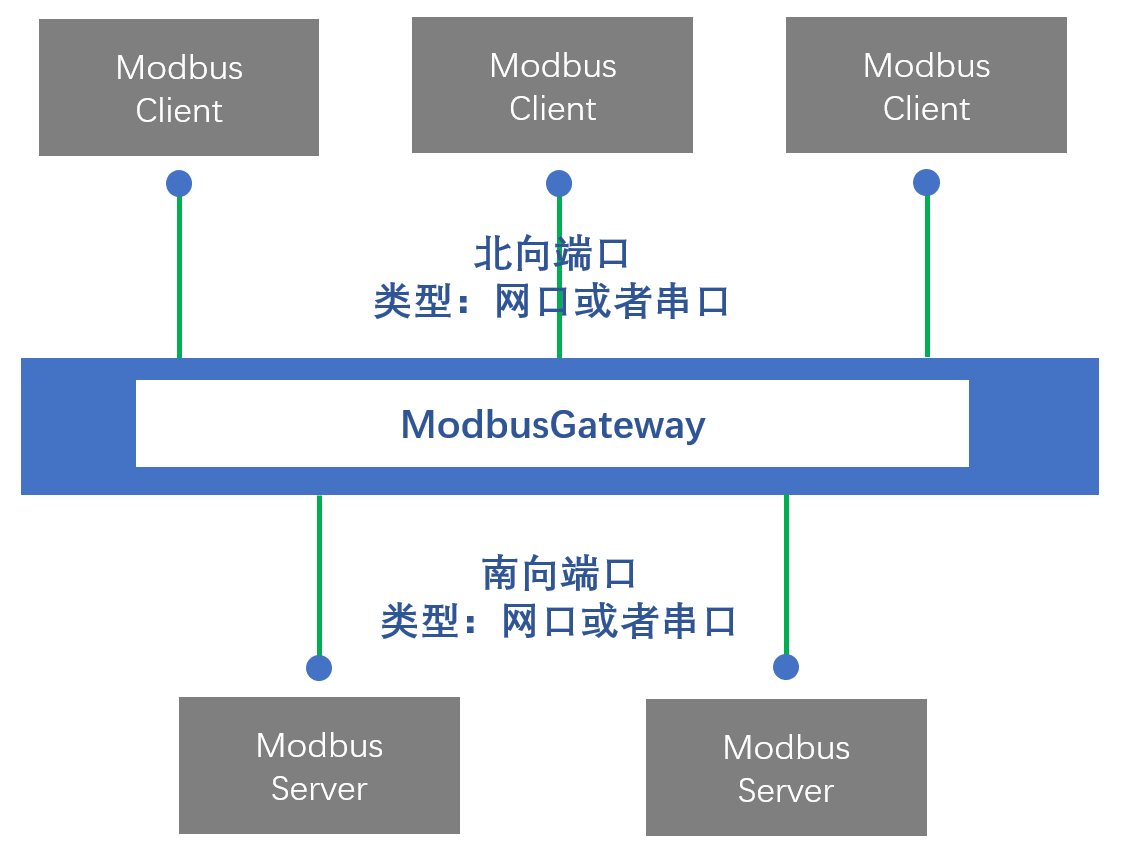 Modbus
Client
Modbus
Client
Modbus
Client
北向端口
类型：网口或者串口
ModbusGateway
南向端口
类型：网口或者串口
Modbus
Server
Modbus
Server